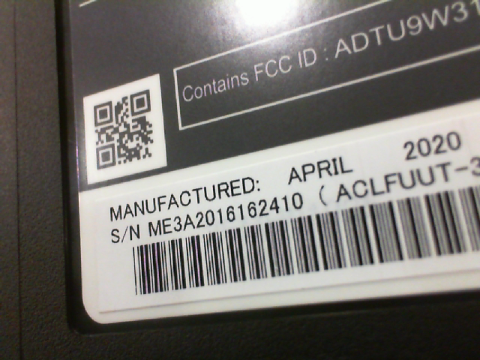 Contains FCC ID : ADTU9W31
MANUFACTURED: APRIL 2020
S/N ME3A2016162410 ( ACLFUUT-3